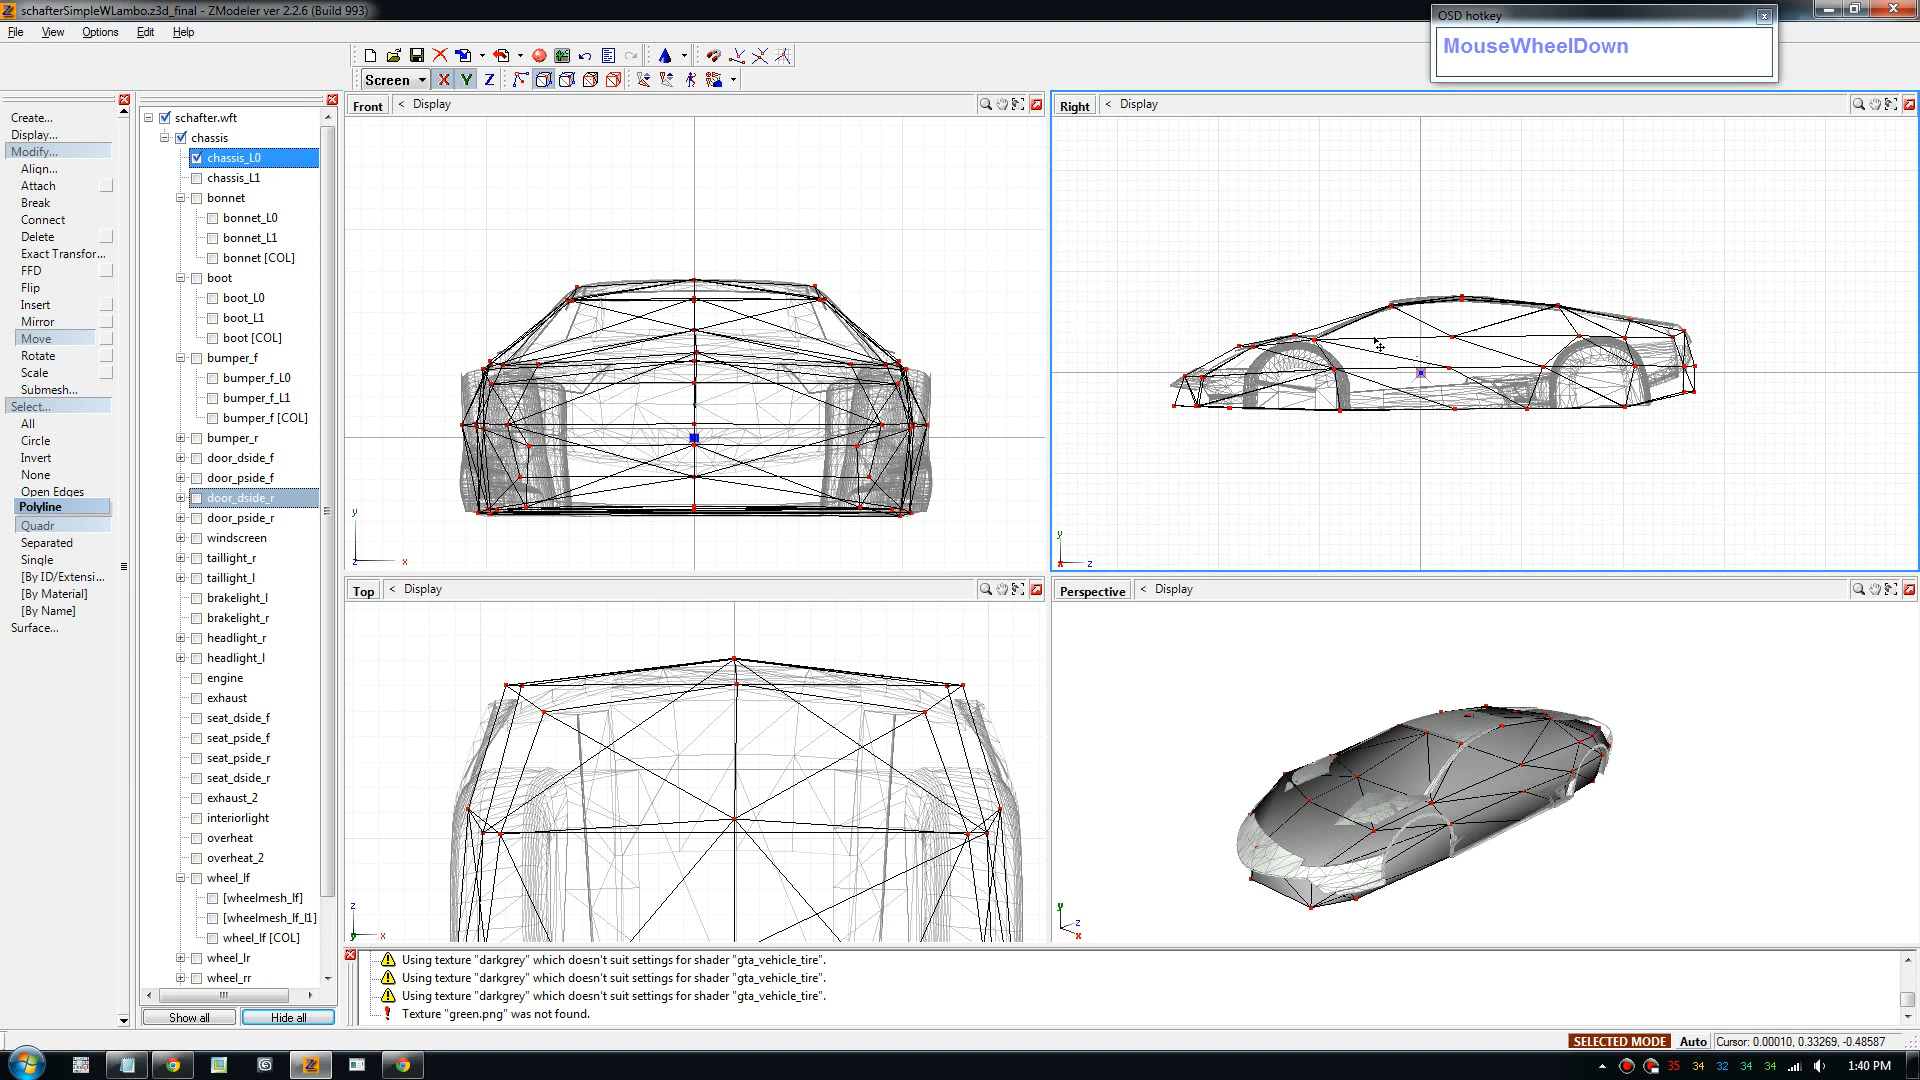 schafterSimpleWLambo.z3d_final - ZModeler ver 2.2.6 (Build 993)
OSD hotkey
MouseWheelDown
File View Options Edit Help
Screen X Y Z
Create...
Display...
Modify...
Align...
Attach
Break
Connect
Delete
Exact Transfor...
FFD
Flip
Insert
Mirror
Move
Rotate
Scale
Submesh...
Select...
All
Circle
Invert
None
Open Edges
Polyline
Quadr
Separated
Single
[By ID/Extensi...
[By Material]
[By Name]
Surface...
schafter.wft
chassis
chassis_L0
chassis_L1
bonnet
bonnet_L0
bonnet_L1
bonnet [COL]
boot
boot_L0
boot_L1
boot [COL]
bumper_f
bumper_f_L0
bumper_f_L1
bumper_f [COL]
bumper_r
door_dside_f
door_pside_f
door_dside_r
door_pside_r
windscreen
taillight_r
taillight_l
brakelight_l
brakelight_r
headlight_r
headlight_l
engine
exhaust
seat_dside_f
seat_pside_f
seat_pside_r
seat_dside_r
exhaust_2
interiorlight
overheat
overheat_2
wheel_lf
[wheelmesh_lf]
[wheelmesh_lf_l1]
wheel_lf [COL]
wheel_lr
wheel_rr
Show all Hide all
Front < Display
y
z x
Right < Display
y
x z
Top < Display
z
y x
Perspective < Display
y
z
x
Using texture "darkgrey" which doesn't suit settings for shader "gta_vehicle_tire".
Using texture "darkgrey" which doesn't suit settings for shader "gta_vehicle_tire".
Using texture "darkgrey" which doesn't suit settings for shader "gta_vehicle_tire".
Texture "green.png" was not found.
SELECTED MODE Auto Cursor: 0.00010, 0.33269, -0.48587
35 34 32 34 34 1:40 PM